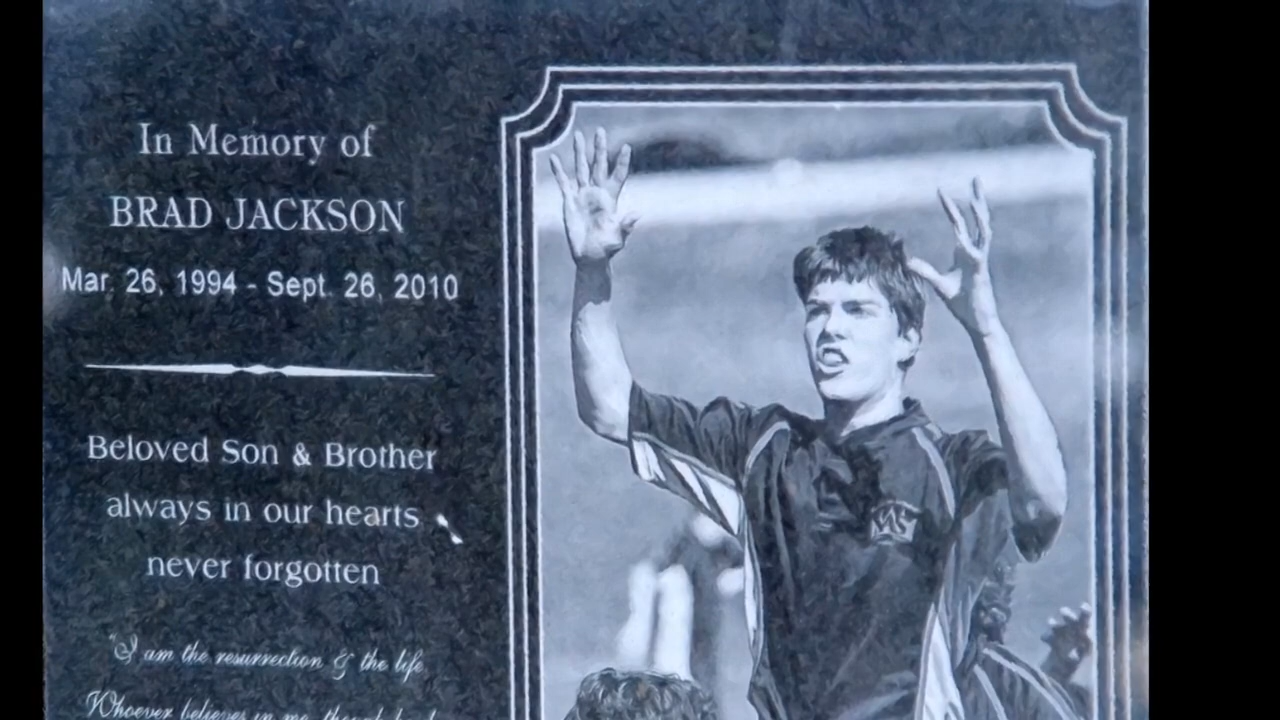 In Memory of
BRAD JACKSON
Mar. 26, 1994 - Sept. 26, 2010
Beloved Son & Brother
always in our hearts
never forgotten
"I am the resurrection & the life
Whoever believes in me, though